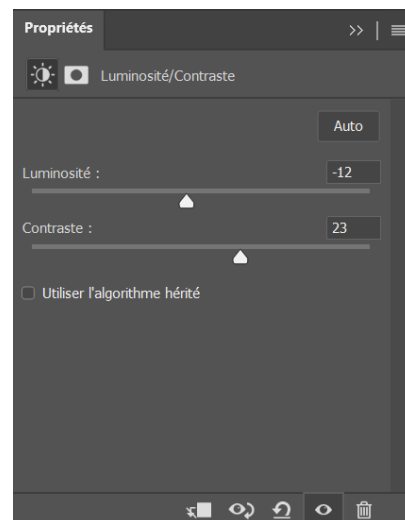 Propriétés
Luminosité/Contraste
Auto
Luminosité : -12
Contraste : 23
Utiliser l'algorithme hérité